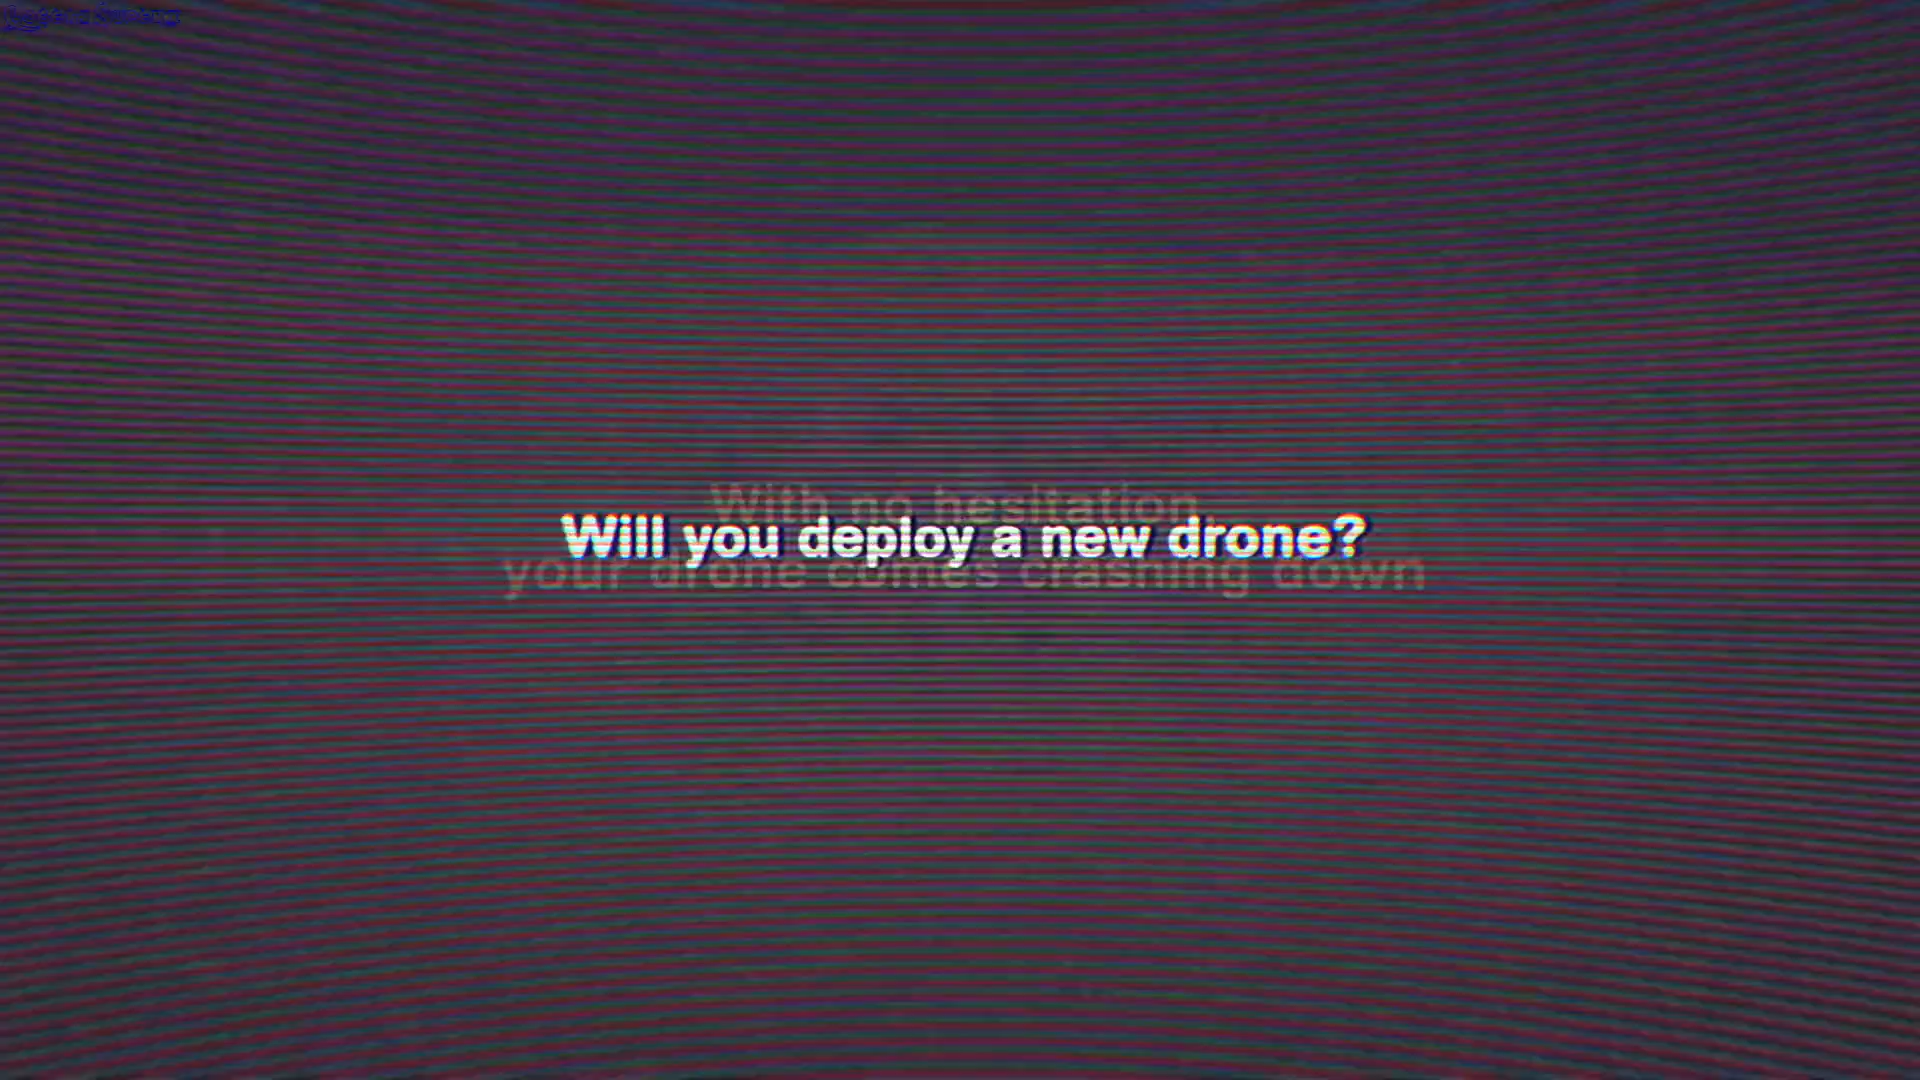 With no hesitation
Will you deploy a new drone?
your drone comes crashing down